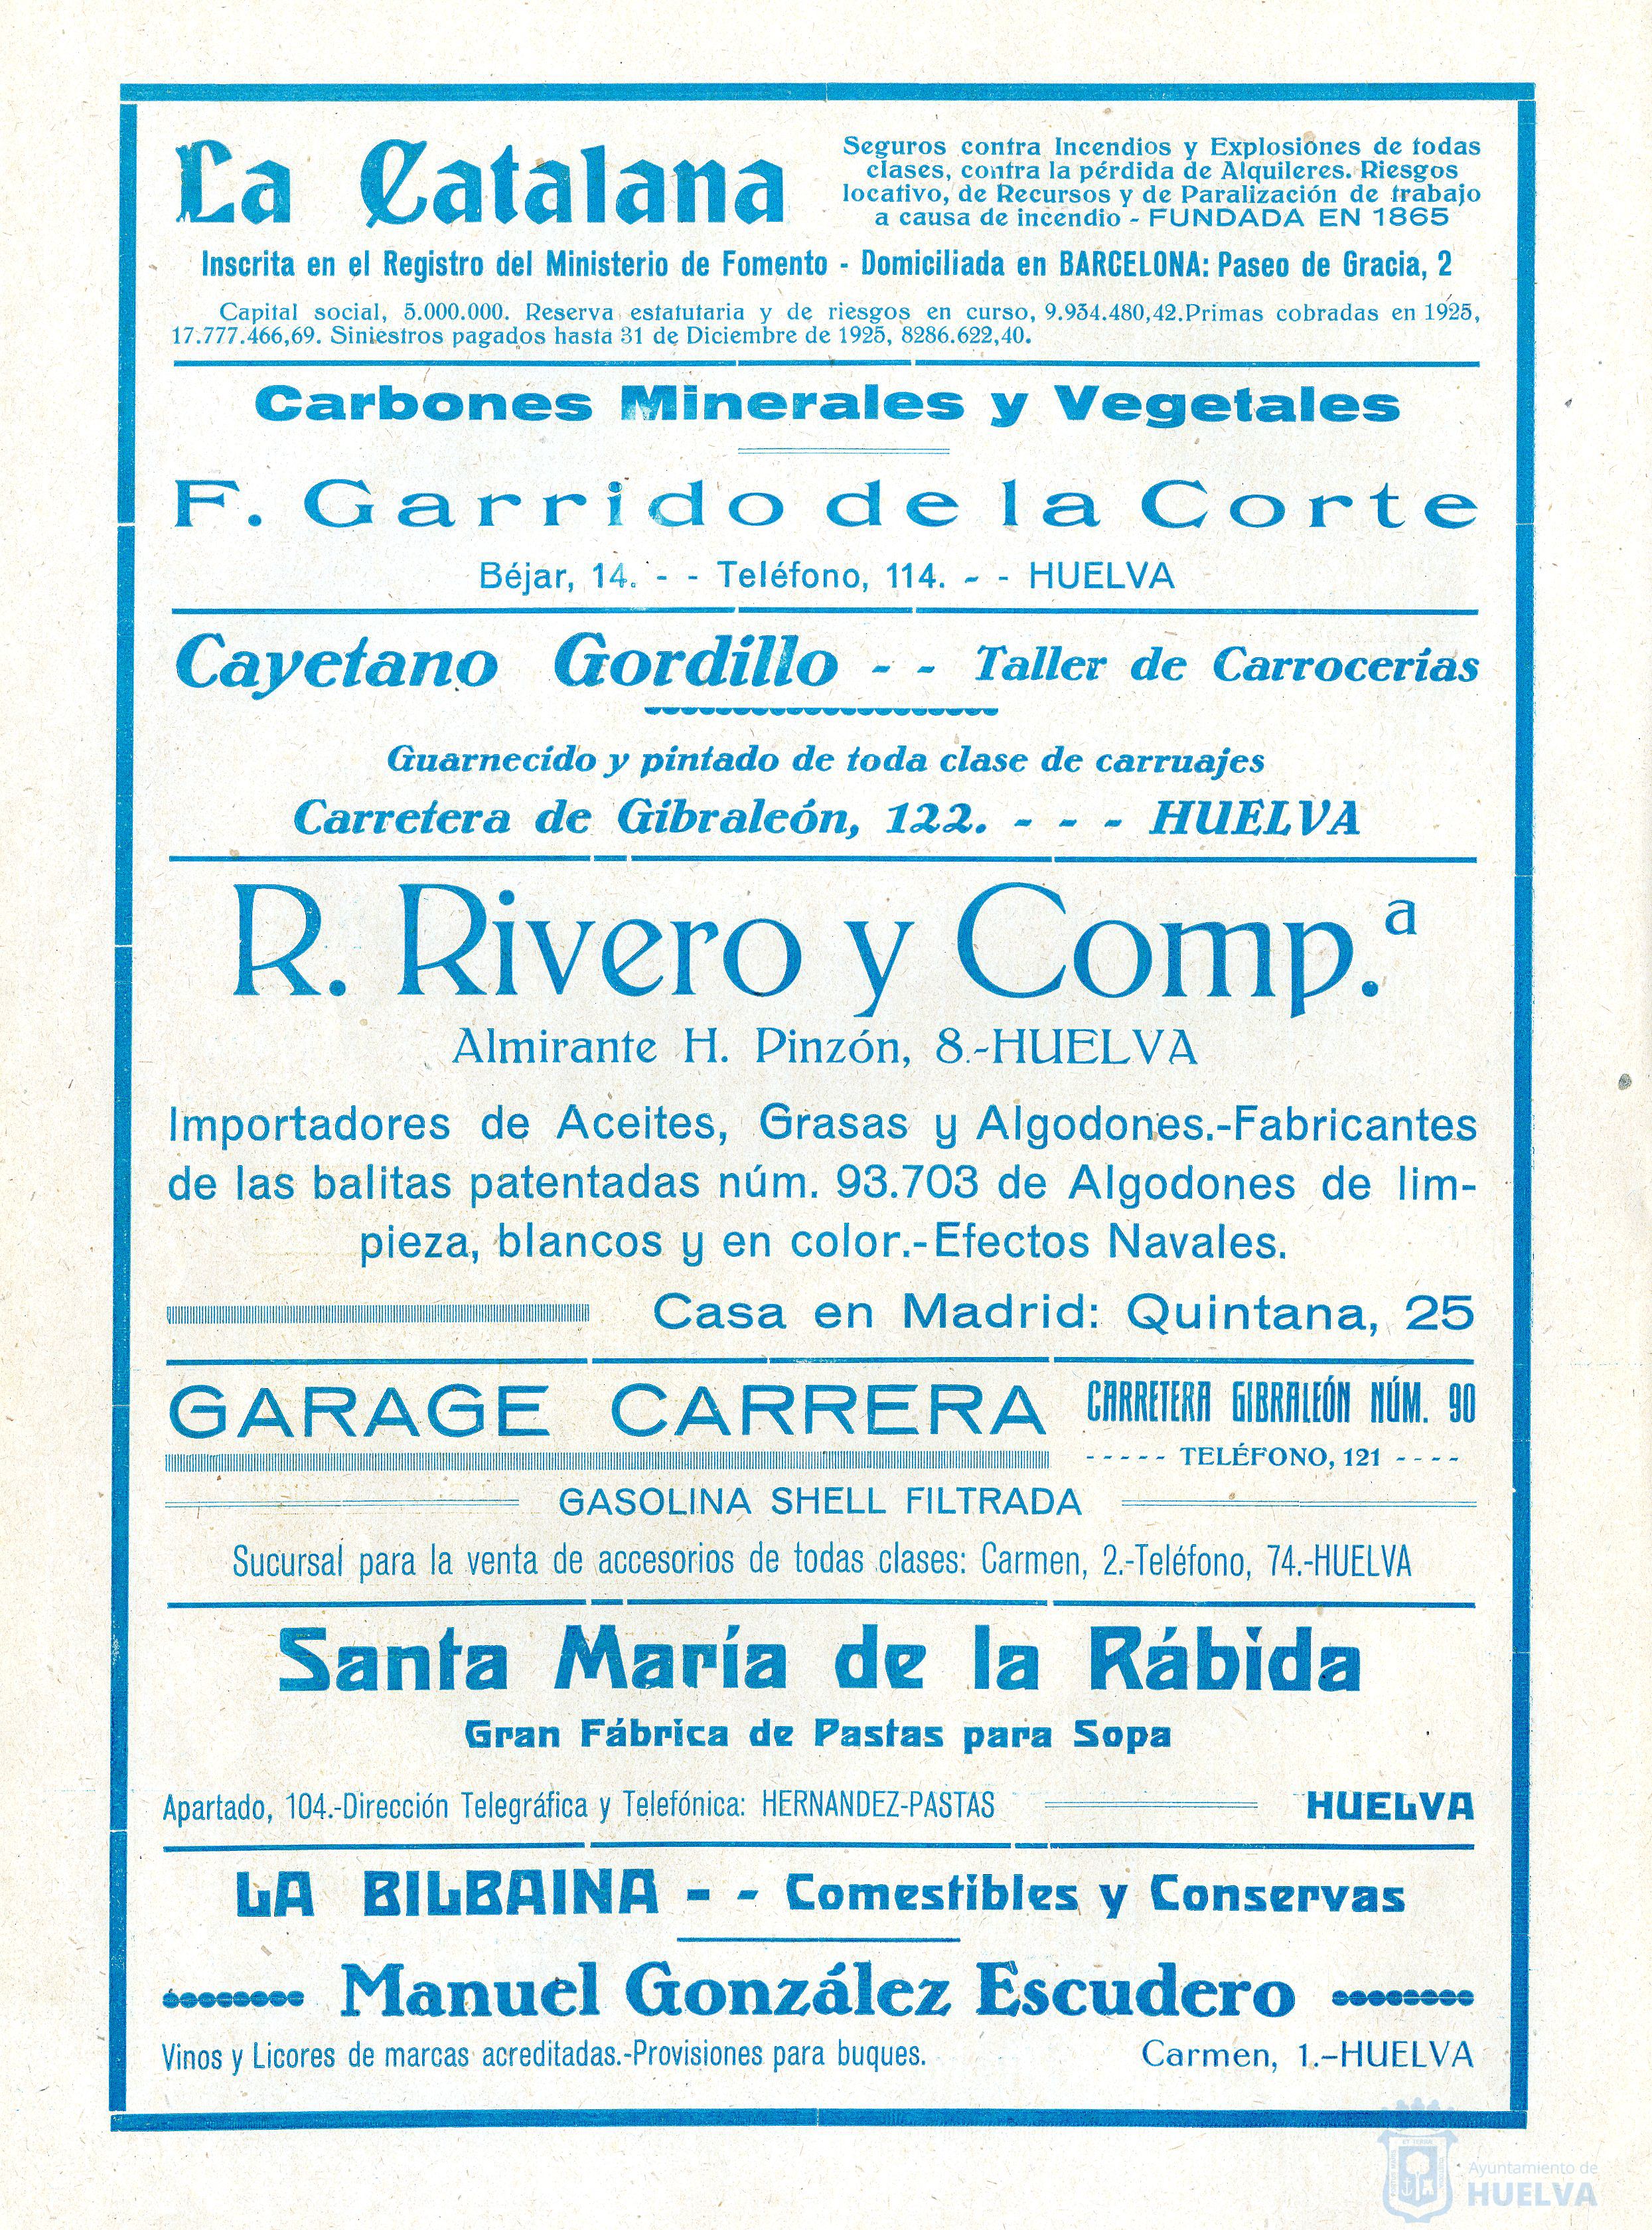 La Catalana
Seguros contra Incendios y Explosiones de todas
clases, contra la pérdida de Alquileres. Riesgos
locativo, de Recursos y de Paralización de trabajo
a causa de incendio - FUNDADA EN 1865
Inscrita en el Registro del Ministerio de Fomento - Domiciliada en BARCELONA: Paseo de Gracia, 2
Capital social, 5.000.000. Reserva estatutaria y de riesgos en curso, 9.934.480,42.Primas cobradas en 1925,
17.777.466,69. Siniestros pagados hasta 31 de Diciembre de 1925, 8286.622,40.
Carbones Minerales y Vegetales
F. Garrido de la Corte
Béjar, 14. - - Teléfono, 114. - - HUELVA
Cayetano Gordillo - - Taller de Carrocerías
Guarnecido y pintado de toda clase de carruajes
Carretera de Gibraleón, 122. - - - HUELVA
R. Rivero y Comp.ª
Almirante H. Pinzón, 8.-HUELVA
Importadores de Aceites, Grasas y Algodones.-Fabricantes
de las balitas patentadas núm. 93.703 de Algodones de lim-
pieza, blancos y en color.-Efectos Navales.
Casa en Madrid: Quintana, 25
GARAGE CARRERA
CARRETERA GIBRALEÓN NÚM. 90
- - - - - TELÉFONO, 121 - - - -
GASOLINA SHELL FILTRADA
Sucursal para la venta de accesorios de todas clases: Carmen, 2.-Teléfono, 74.-HUELVA
Santa María de la Rábida
Gran Fábrica de Pastas para Sopa
Apartado, 104.-Dirección Telegráfica y Telefónica: HERNANDEZ-PASTAS HUELVA
LA BILBAINA - - Comestibles y Conservas
Manuel González Escudero
Vinos y Licores de marcas acreditadas.-Provisiones para buques. Carmen, 1.-HUELVA
Ayuntamiento de
HUELVA